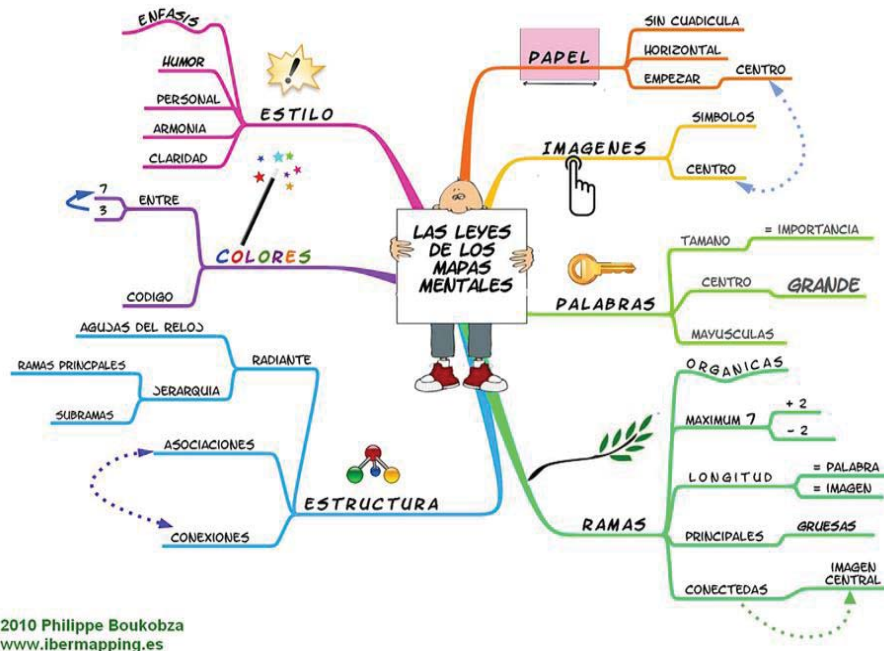 LAS LEYES
DE LOS
MAPAS
MENTALES
PAPEL
SIN CUADICULA
HORIZONTAL
EMPEZAR
CENTRO
IMAGENES
SIMBOLOS
CENTRO
PALABRAS
TAMANO
= IMPORTANCIA
CENTRO
GRANDE
MAYUSCULAS
RAMAS
ORGANICAS
MAXIMUM 7
+ 2
- 2
LONGITUD
= PALABRA
= IMAGEN
PRINCIPALES
GRUESAS
CONECTEDAS
IMAGEN
CENTRAL
ESTRUCTURA
RADIANTE
AGUJAS DEL RELOJ
JERARQUIA
RAMAS PRINCPALES
SUBRAMAS
ASOCIACIONES
CONEXIONES
COLORES
ENTRE
7
3
CODIGO
ESTILO
ENFASIS
HUMOR
PERSONAL
ARMONIA
CLARIDAD
2010 Philippe Boukobza
www.ibermapping.es